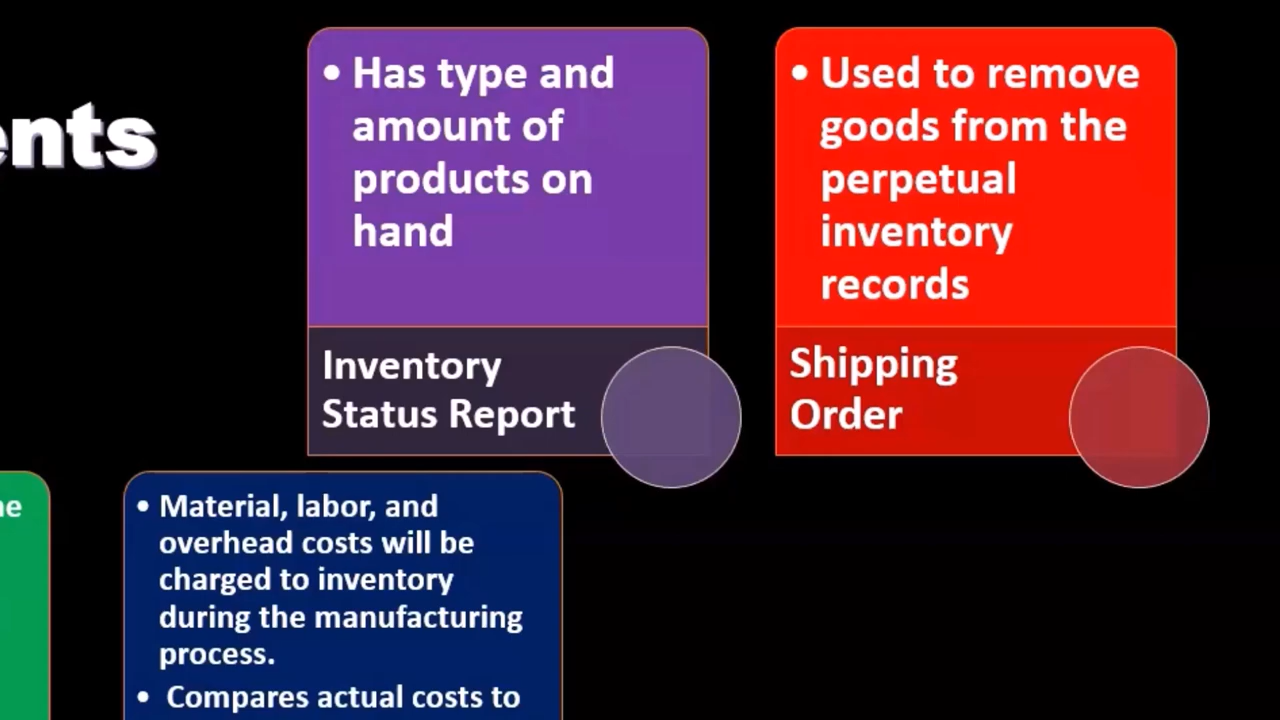 • Has type and
amount of
products on
hand
Inventory
Status Report
• Used to remove
goods from the
perpetual
inventory
records
Shipping
Order
• Material, labor, and
overhead costs will be
charged to inventory
during the manufacturing
process.
• Compares actual costs to